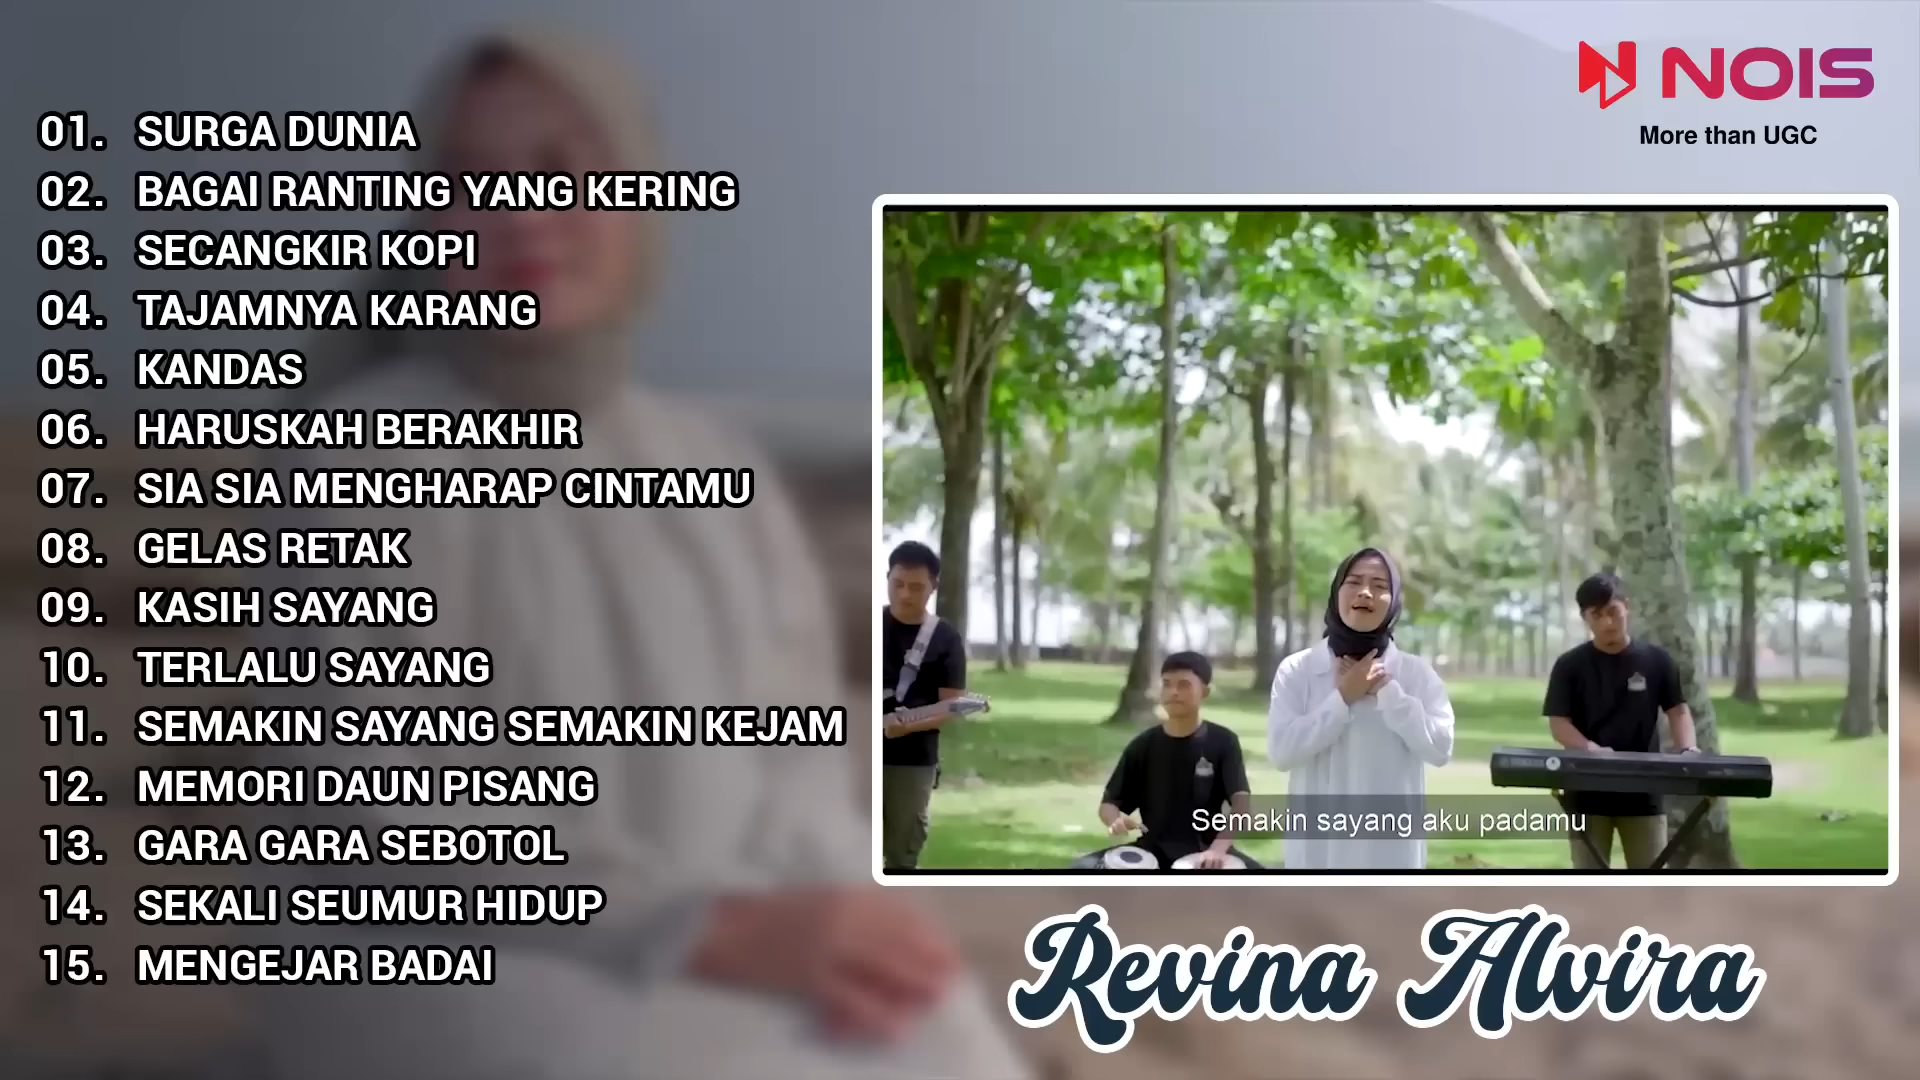 01. SURGA DUNIA
02. BAGAI RANTING YANG KERING
03. SECANGKIR KOPI
04. TAJAMNYA KARANG
05. KANDAS
06. HARUSKAH BERAKHIR
07. SIA SIA MENGHARAP CINTAMU
08. GELAS RETAK
09. KASIH SAYANG
10. TERLALU SAYANG
11. SEMAKIN SAYANG SEMAKIN KEJAM
12. MEMORI DAUN PISANG
13. GARA GARA SEBOTOL
14. SEKALI SEUMUR HIDUP
15. MENGEJAR BADAI
NOIS
More than UGC
Semakin sayang aku padamu
Revina Alvira